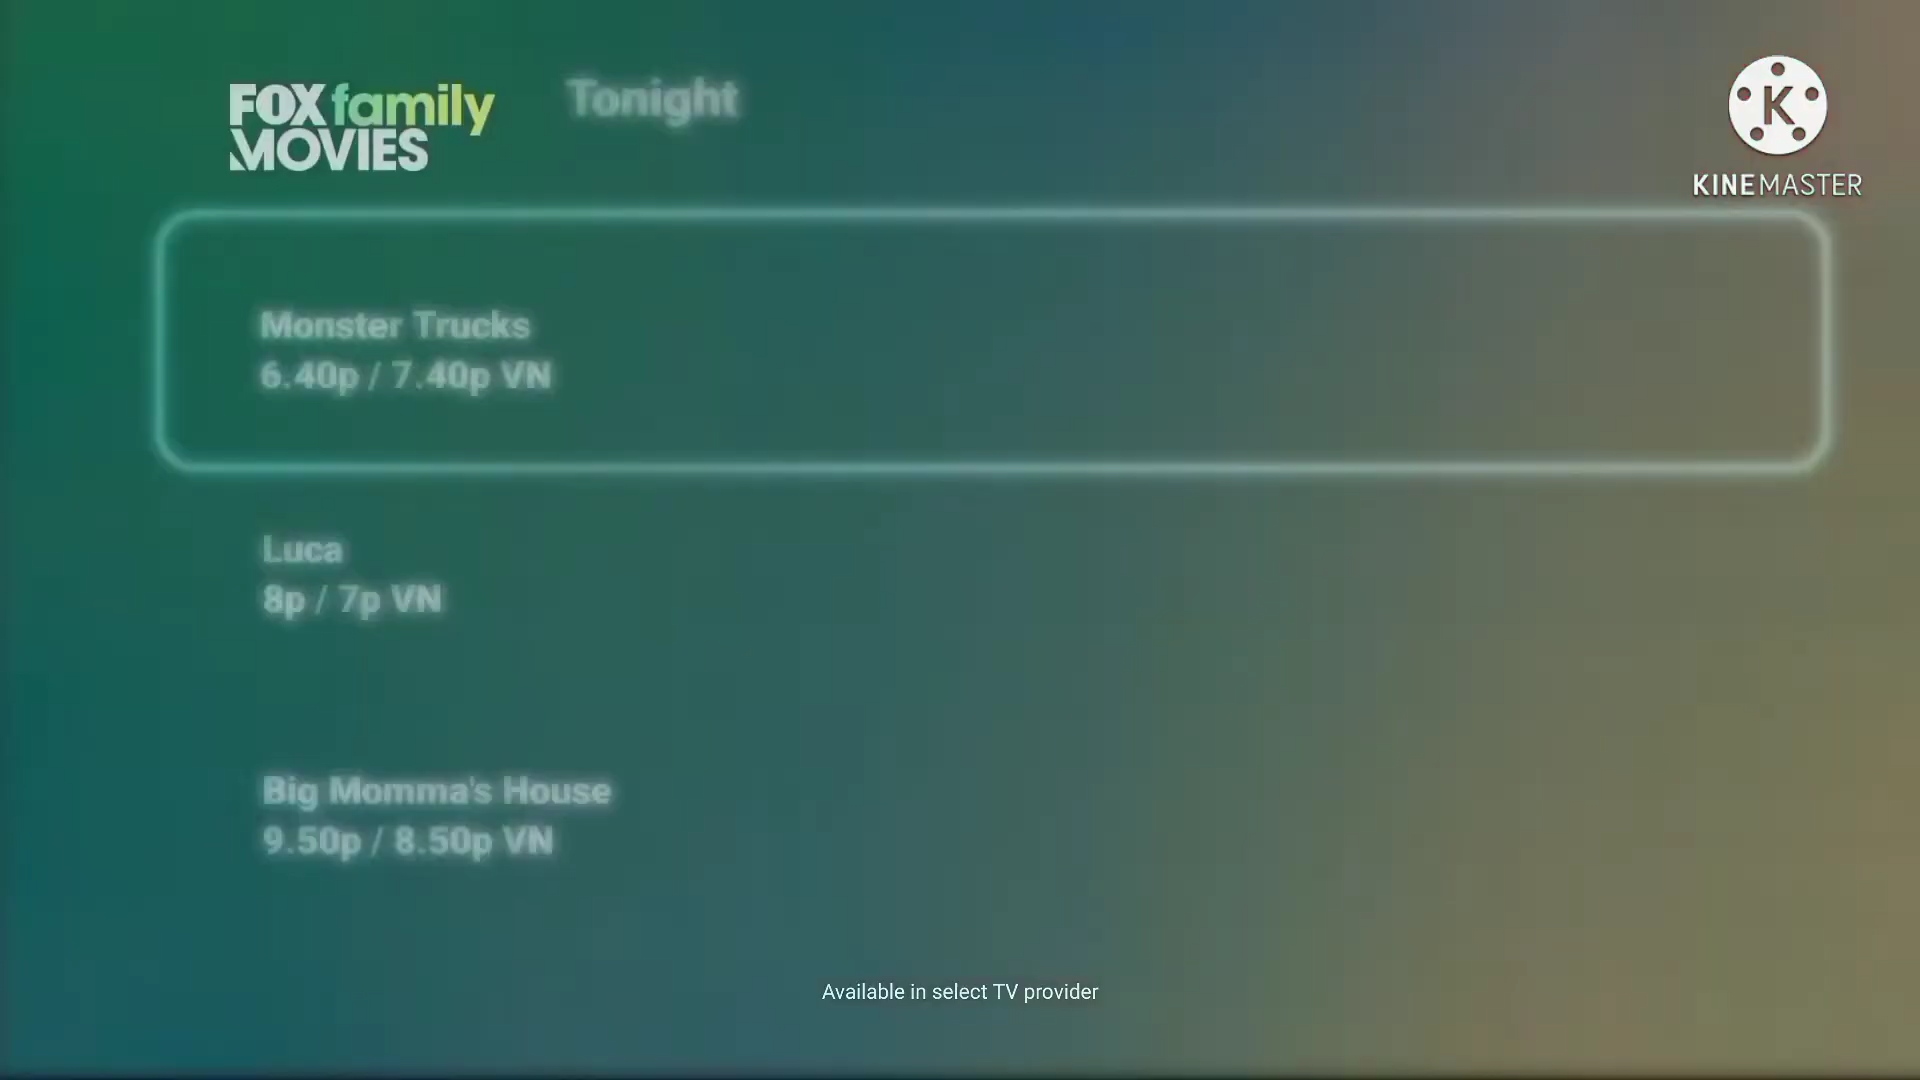 FOX family
MOVIES
Tonight
K
KINEMASTER
Monster Trucks
6.40p / 7.40p VN
Luca
8p / 7p VN
Big Momma's House
9.50p / 8.50p VN
Available in select TV provider